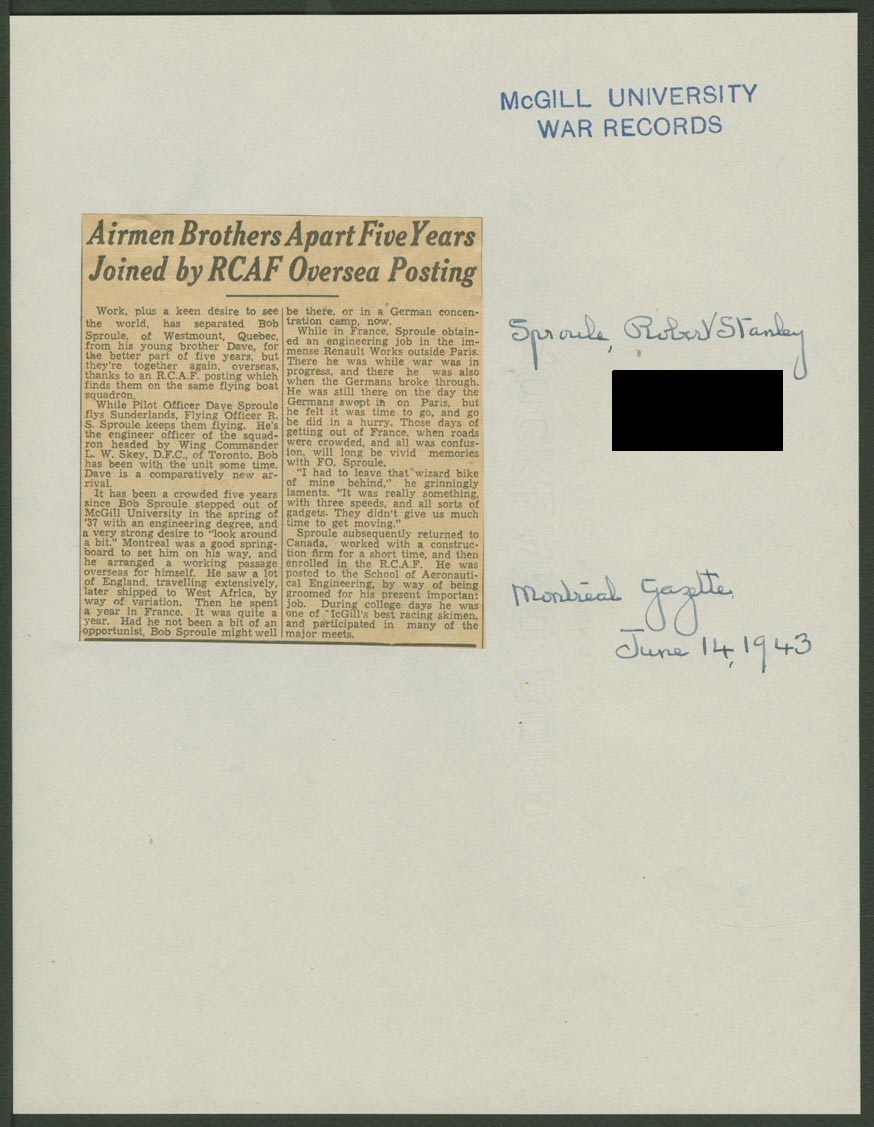 McGILL UNIVERSITY
WAR RECORDS
Airmen Brothers Apart Five Years
Joined by RCAF Oversea Posting
Work, plus a keen desire to see
the world, has separated Bob
Sproule, of Westmount, Quebec,
from his young brother Dave, for
the better part of five years, but
they're together again, overseas,
thanks to an R.C.A.F. posting which
finds them on the same flying boat
squadron.
While Pilot Officer Dave Sproule
flys Sunderlands, Flying Officer R.
S. Sproule keeps them flying. He's
the engineer officer of the squad-
ron headed by Wing Commander
L. W. Skey, D.F.C., of Toronto. Bob
has been with the unit some time.
Dave is a comparatively new ar-
rival.
It has been a crowded five years
since Bob Sproule stepped out of
McGill University in the spring of
'37 with an engineering degree, and
a very strong desire to "look around
a bit." Montreal was a good spring-
board to set him on his way, and
he arranged a working passage
overseas for himself. He saw a lot
of England, travelling extensively,
later shipped to West Africa, by
way of variation. Then he spent
a year in France. It was quite a
year. Had he not been a bit of an
opportunist, Bob Sproule might well
be there, or in a German concen-
tration camp, now.
While in France, Sproule obtain-
ed an engineering job in the im-
mense Renault Works outside Paris.
There he was while war was in
progress, and there he was also
when the Germans broke through.
He was still there on the day the
Germans swept in on Paris, but
he felt it was time to go, and go
he did in a hurry. Those days of
getting out of France, when roads
were crowded, and all was confus-
ion, will long be vivid memories
with FO. Sproule.
"I had to leave that wizard bike
of mine behind," he grinningly
laments. "It was really something,
with three speeds, and all sorts of
gadgets. They didn't give us much
time to get moving."
Sproule subsequently returned to
Canada, worked with a construc-
tion firm for a short time, and then
enrolled in the R.C.A.F. He was
posted to the School of Aeronauti-
cal Engineering, by way of being
groomed for his present important
job. During college days he was
one of McGill's best racing skimen,
and participated in many of the
major meets.
Sproule, Robert Stanley
Montreal Gazette,
June 14, 1943